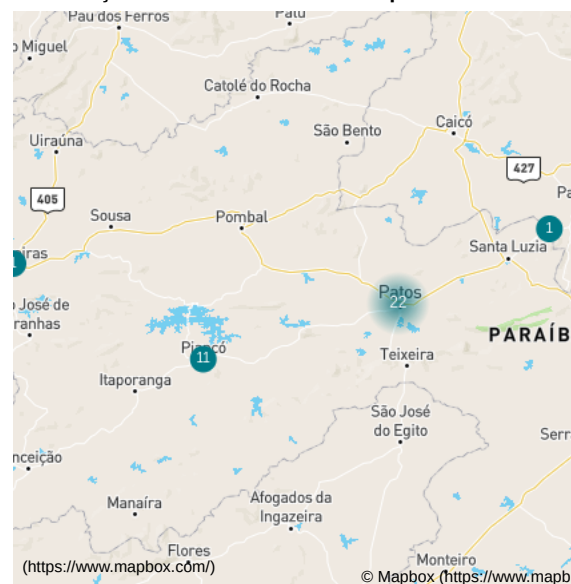 Pau dos Ferros
Patu
o Miguel
Catolé do Rocha
São Bento
Caicó
Uiraúna
427
405
Pa
Sousa
Pombal
1
Santa Luzia
iras
1
Patos
22
o José de
ranhas
PARAÍB
Piancó
11
Teixeira
Itaporanga
São José
do Egito
Serr
nceição
Manaíra
Afogados da
Ingazeira
Flores
Monteiro
(https://www.mapbox.com/)
© Mapbox (https://www.mapb